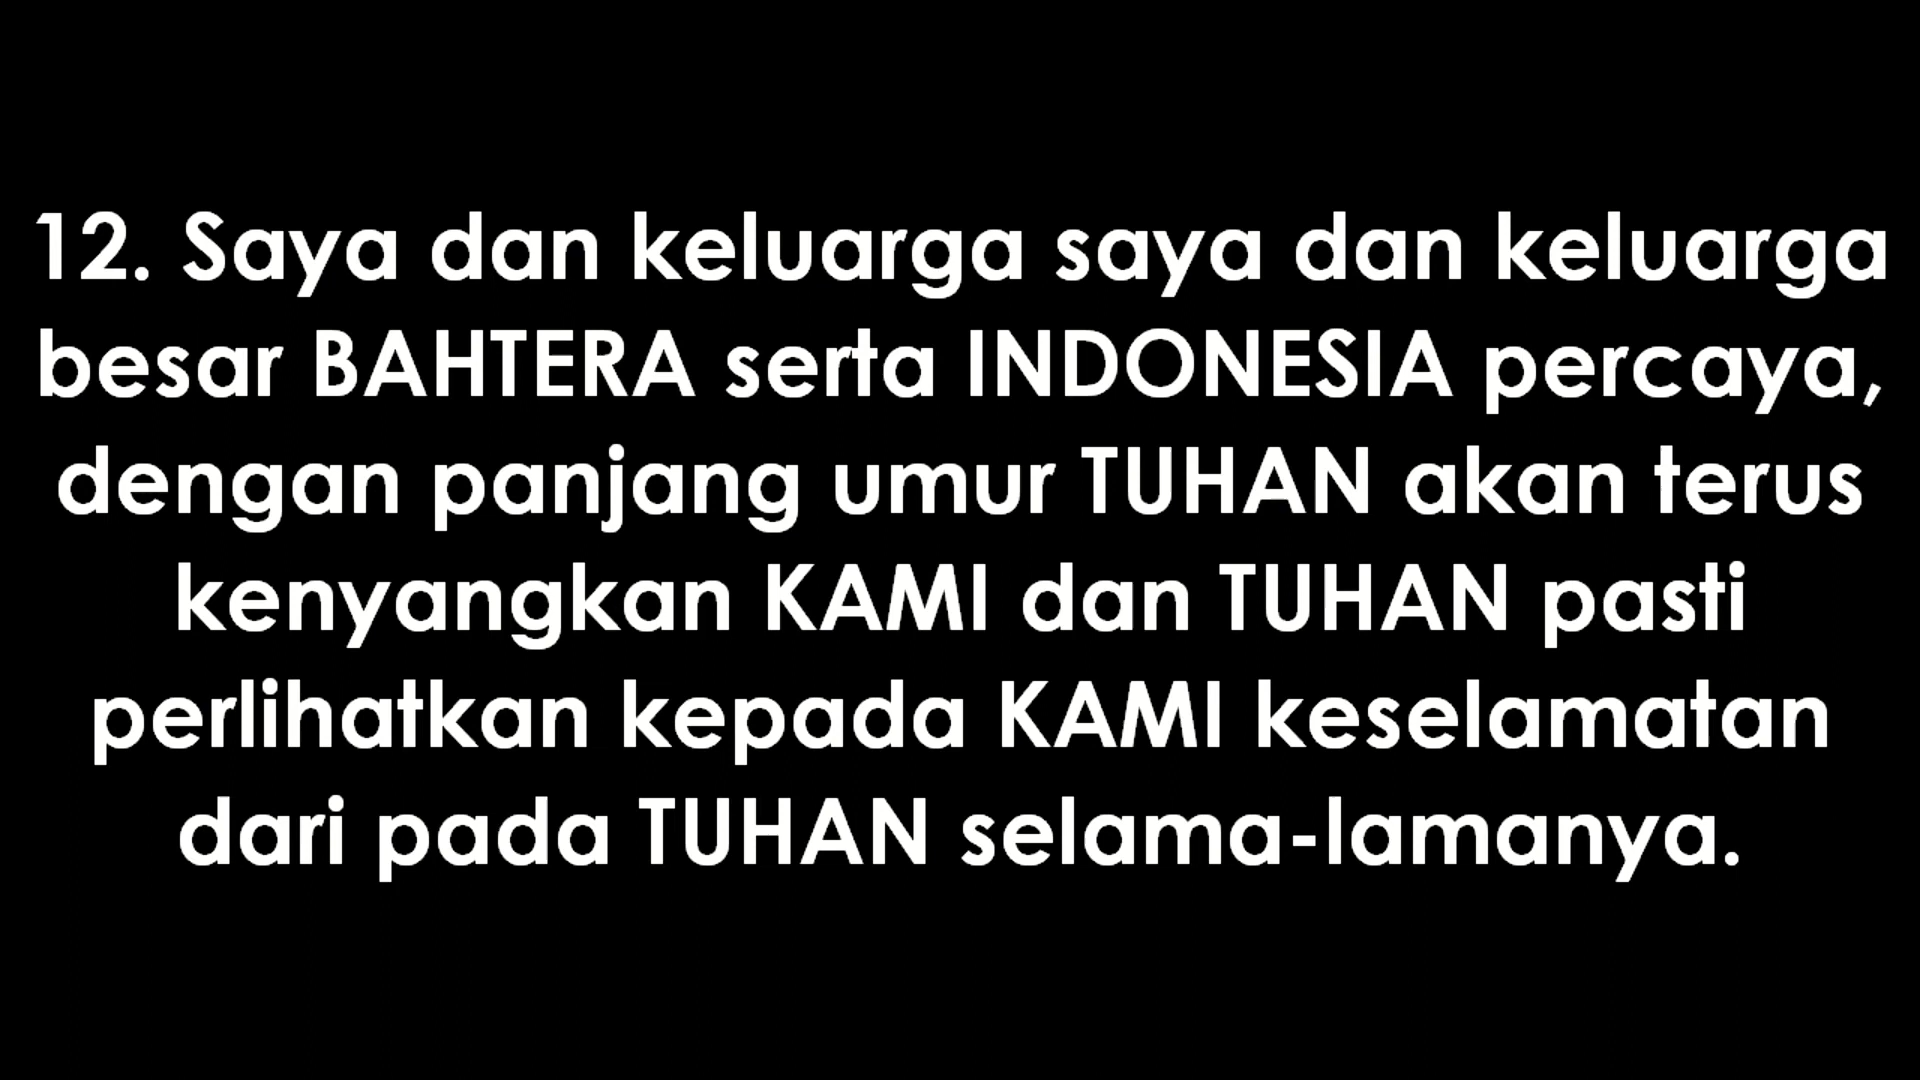 12. Saya dan keluarga saya dan keluarga
besar BAHTERA serta INDONESIA percaya,
dengan panjang umur TUHAN akan terus
kenyangkan KAMI dan TUHAN pasti
perlihatkan kepada KAMI keselamatan
dari pada TUHAN selama-lamanya.